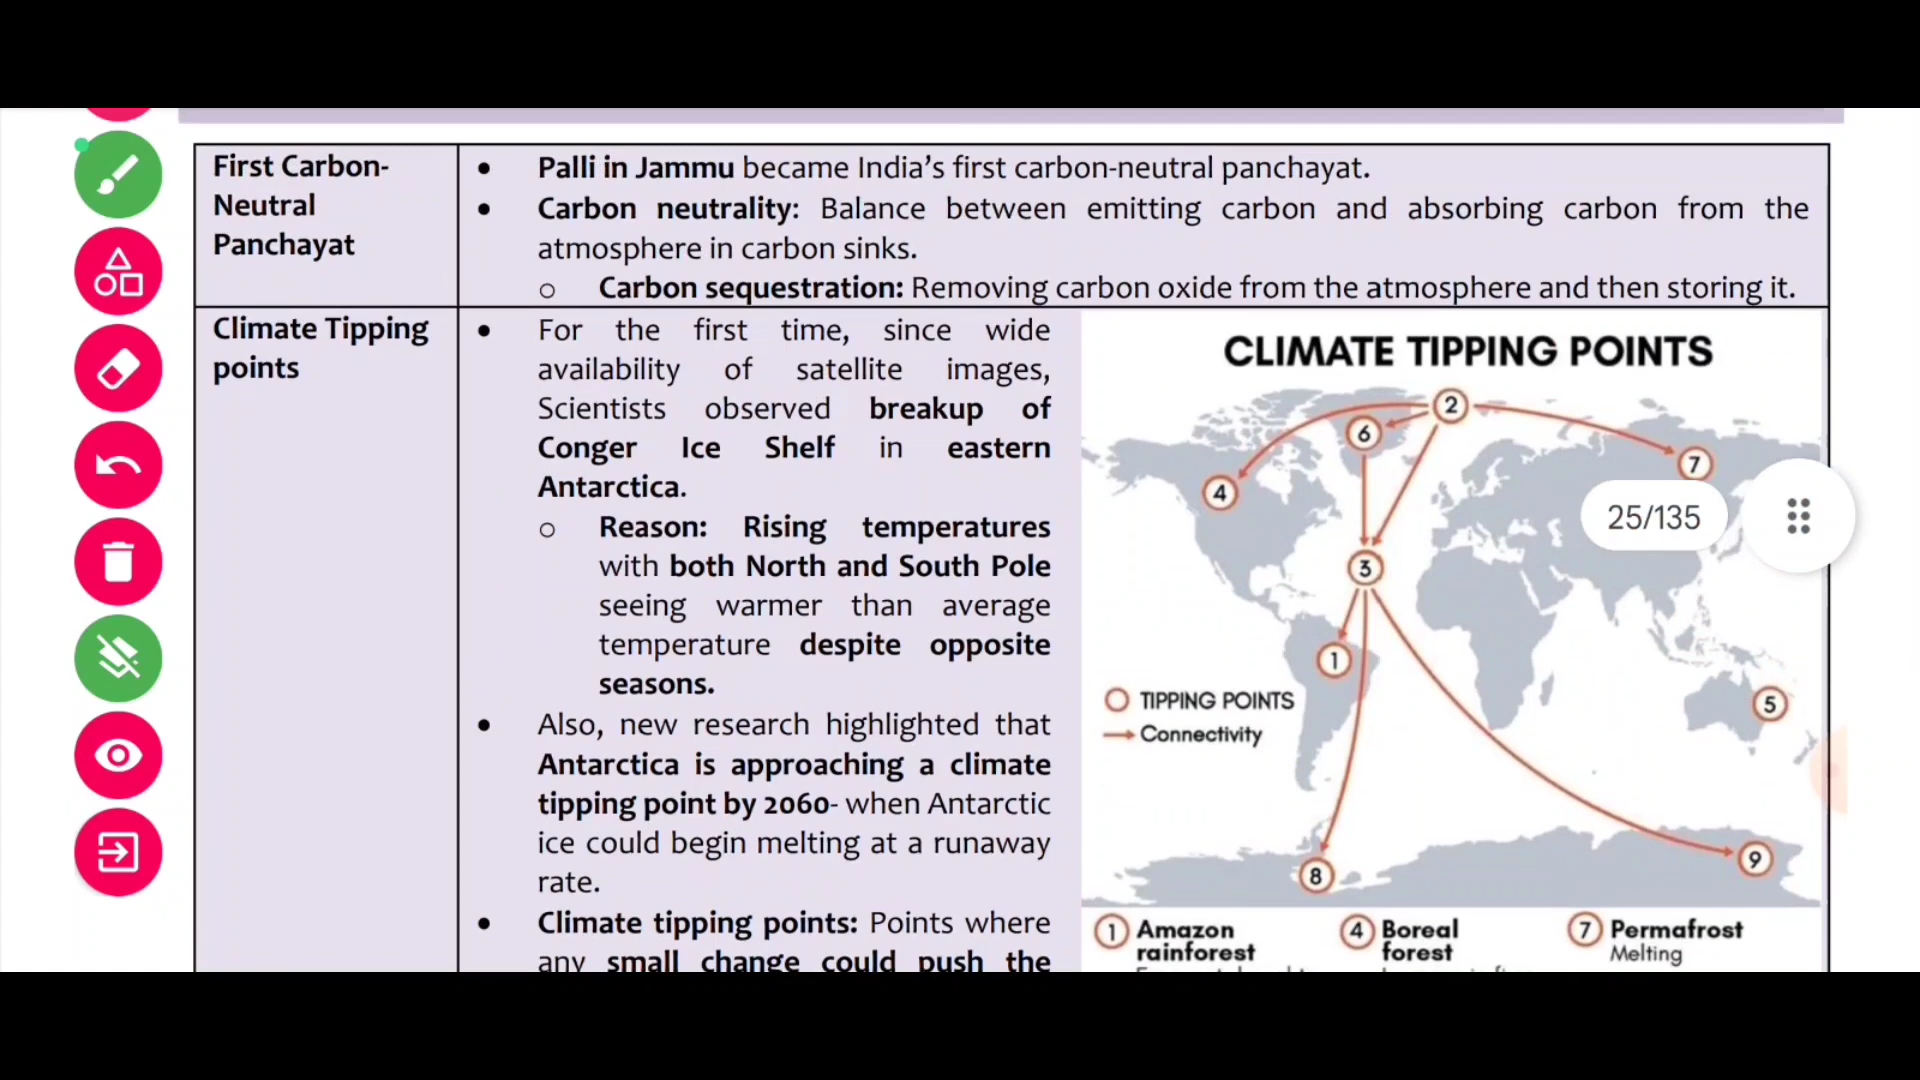 First Carbon-
Neutral
Panchayat
• Palli in Jammu became India’s first carbon-neutral panchayat.
• Carbon neutrality: Balance between emitting carbon and absorbing carbon from the
atmosphere in carbon sinks.
o Carbon sequestration: Removing carbon oxide from the atmosphere and then storing it.
Climate Tipping
points
• For the first time, since wide
availability of satellite images,
Scientists observed breakup of
Conger Ice Shelf in eastern
Antarctica.
o Reason: Rising temperatures
with both North and South Pole
seeing warmer than average
temperature despite opposite
seasons.
• Also, new research highlighted that
Antarctica is approaching a climate
tipping point by 2060- when Antarctic
ice could begin melting at a runaway
rate.
• Climate tipping points: Points where
any small change could push the
CLIMATE TIPPING POINTS
2
6
7
4
25/135
3
1
TIPPING POINTS
5
Connectivity
9
8
1 Amazon
rainforest
4 Boreal
forest
7 Permafrost
Melting